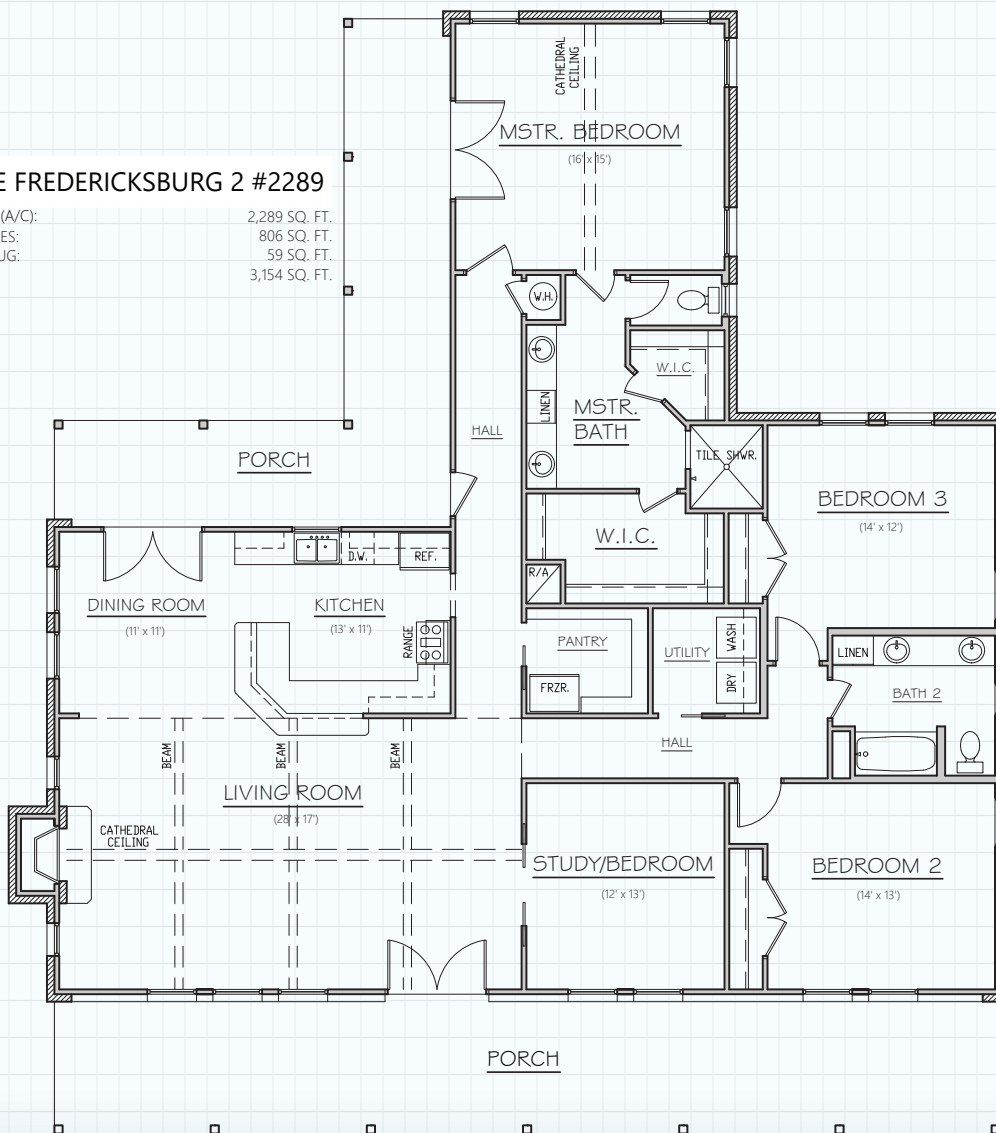 CATHEDRAL
CEILING
MSTR. BEDROOM
(16' x 15')
E FREDERICKSBURG 2 #2289
(A/C): 2,289 SQ. FT.
ES: 806 SQ. FT.
UG: 59 SQ. FT.
3,154 SQ. FT.
W.H.
W.I.C.
LINEN
MSTR.
BATH
HALL
PORCH
TILE SHWR.
BEDROOM 3
(14' x 12')
W.I.C.
R/A
D.W.
REF.
DINING ROOM
(11' x 11')
KITCHEN
(13' x 11')
RANGE
PANTRY
FRZR.
UTILITY
WASH
DRY
LINEN
BATH 2
HALL
BEAM
BEAM
BEAM
LIVING ROOM
(28' x 17')
CATHEDRAL
CEILING
STUDY/BEDROOM
(12' x 13')
BEDROOM 2
(14' x 13')
PORCH